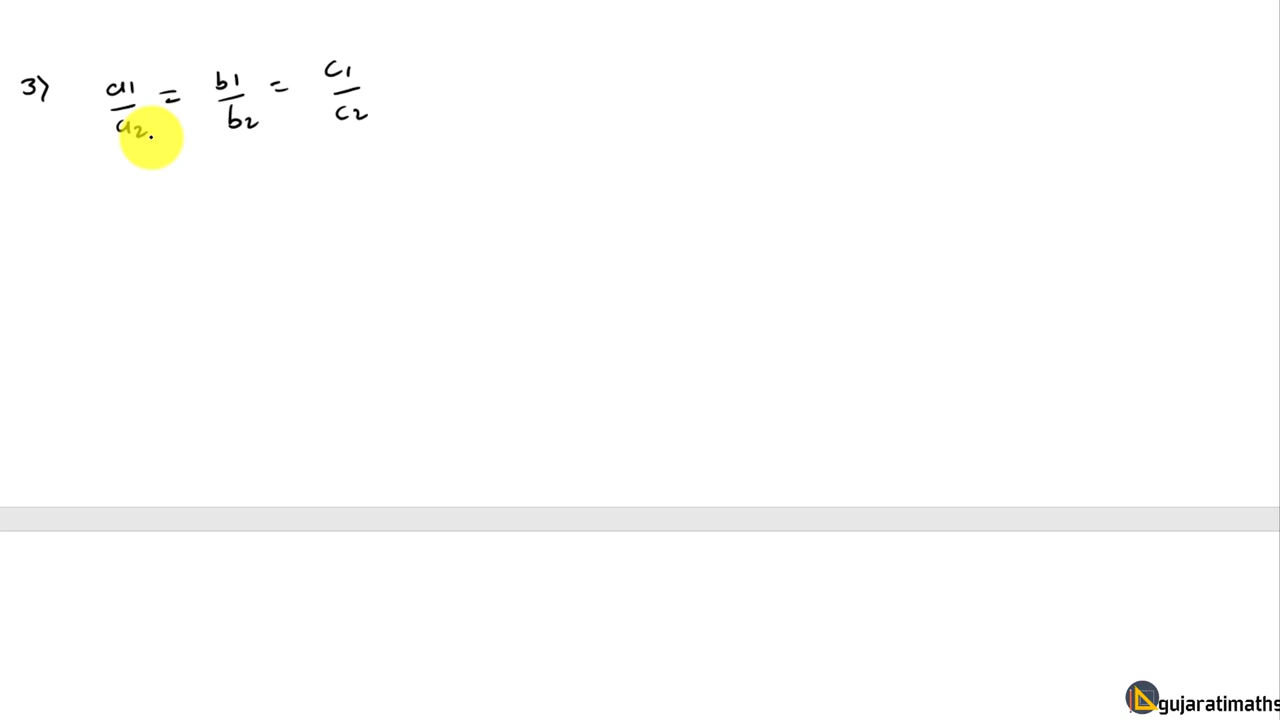 3) a1/a2 = b1/b2 = c1/c2
gujaratimaths